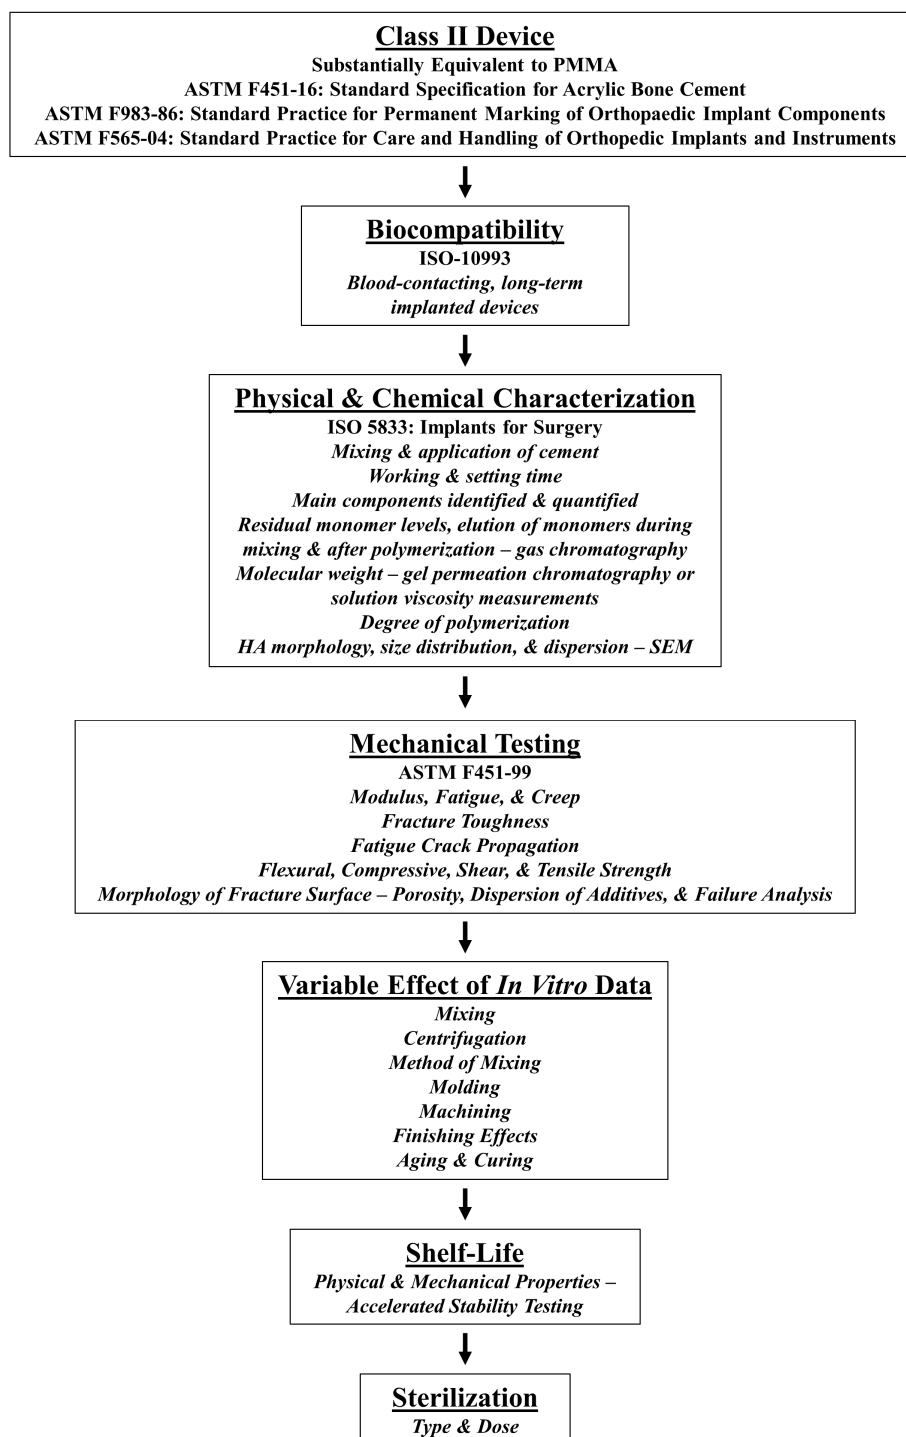 Class II Device
Substantially Equivalent to PMMA
ASTM F451-16: Standard Specification for Acrylic Bone Cement
ASTM F983-86: Standard Practice for Permanent Marking of Orthopaedic Implant Components
ASTM F565-04: Standard Practice for Care and Handling of Orthopedic Implants and Instruments
Biocompatibility
ISO-10993
Blood-contacting, long-term
implanted devices
Physical & Chemical Characterization
ISO 5833: Implants for Surgery
Mixing & application of cement
Working & setting time
Main components identified & quantified
Residual monomer levels, elution of monomers during
mixing & after polymerization – gas chromatography
Molecular weight – gel permeation chromatography or
solution viscosity measurements
Degree of polymerization
HA morphology, size distribution, & dispersion – SEM
Mechanical Testing
ASTM F451-99
Modulus, Fatigue, & Creep
Fracture Toughness
Fatigue Crack Propagation
Flexural, Compressive, Shear, & Tensile Strength
Morphology of Fracture Surface – Porosity, Dispersion of Additives, & Failure Analysis
Variable Effect of In Vitro Data
Mixing
Centrifugation
Method of Mixing
Molding
Machining
Finishing Effects
Aging & Curing
Shelf-Life
Physical & Mechanical Properties –
Accelerated Stability Testing
Sterilization
Type & Dose